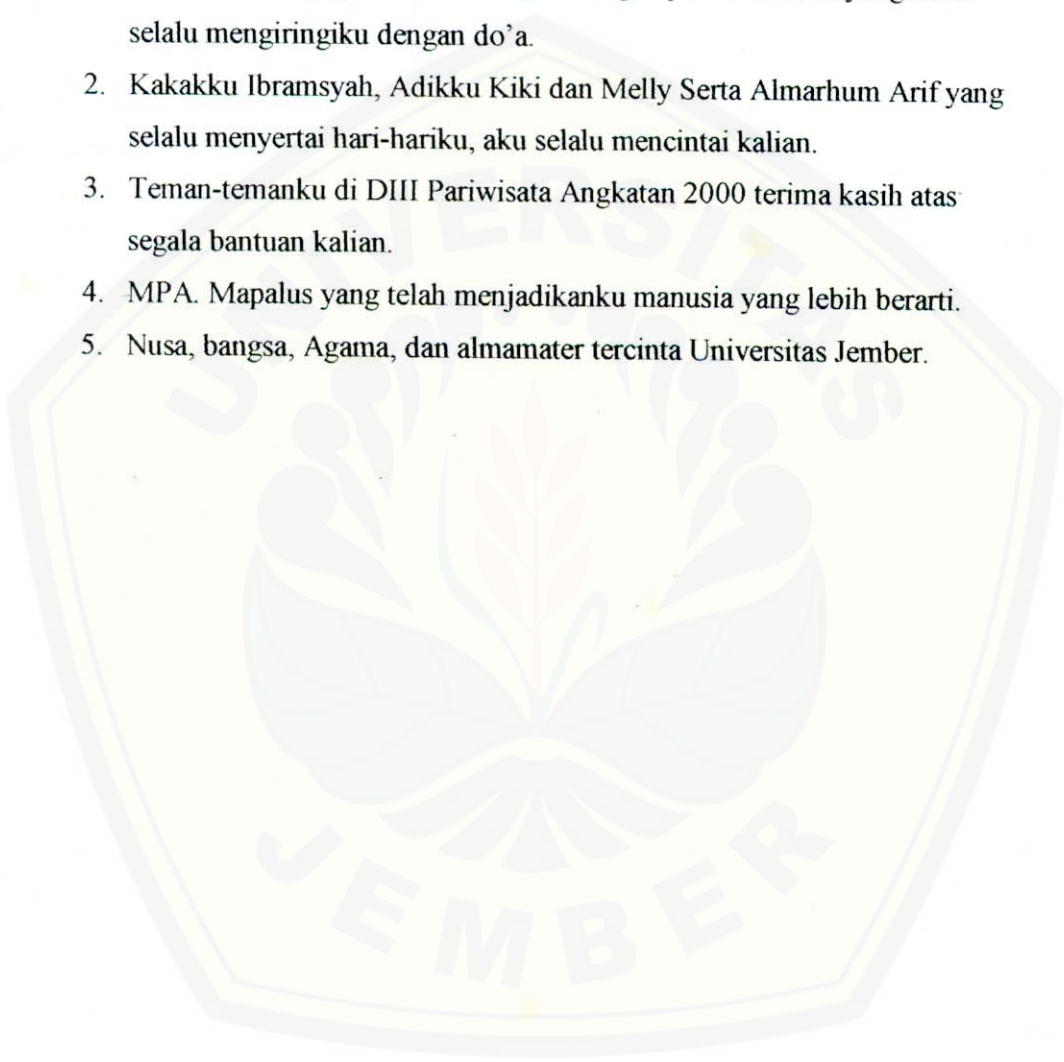 selalu mengiringiku dengan do’a.
2. Kakakku Ibramsyah, Adikku Kiki dan Melly Serta Almarhum Arif yang
selalu menyertai hari-hariku, aku selalu mencintai kalian.
3. Teman-temanku di DIII Pariwisata Angkatan 2000 terima kasih atas
segala bantuan kalian.
4. MPA. Mapalus yang telah menjadikanku manusia yang lebih berarti.
5. Nusa, bangsa, Agama, dan almamater tercinta Universitas Jember.
UNIVERSITAS
JEMBER